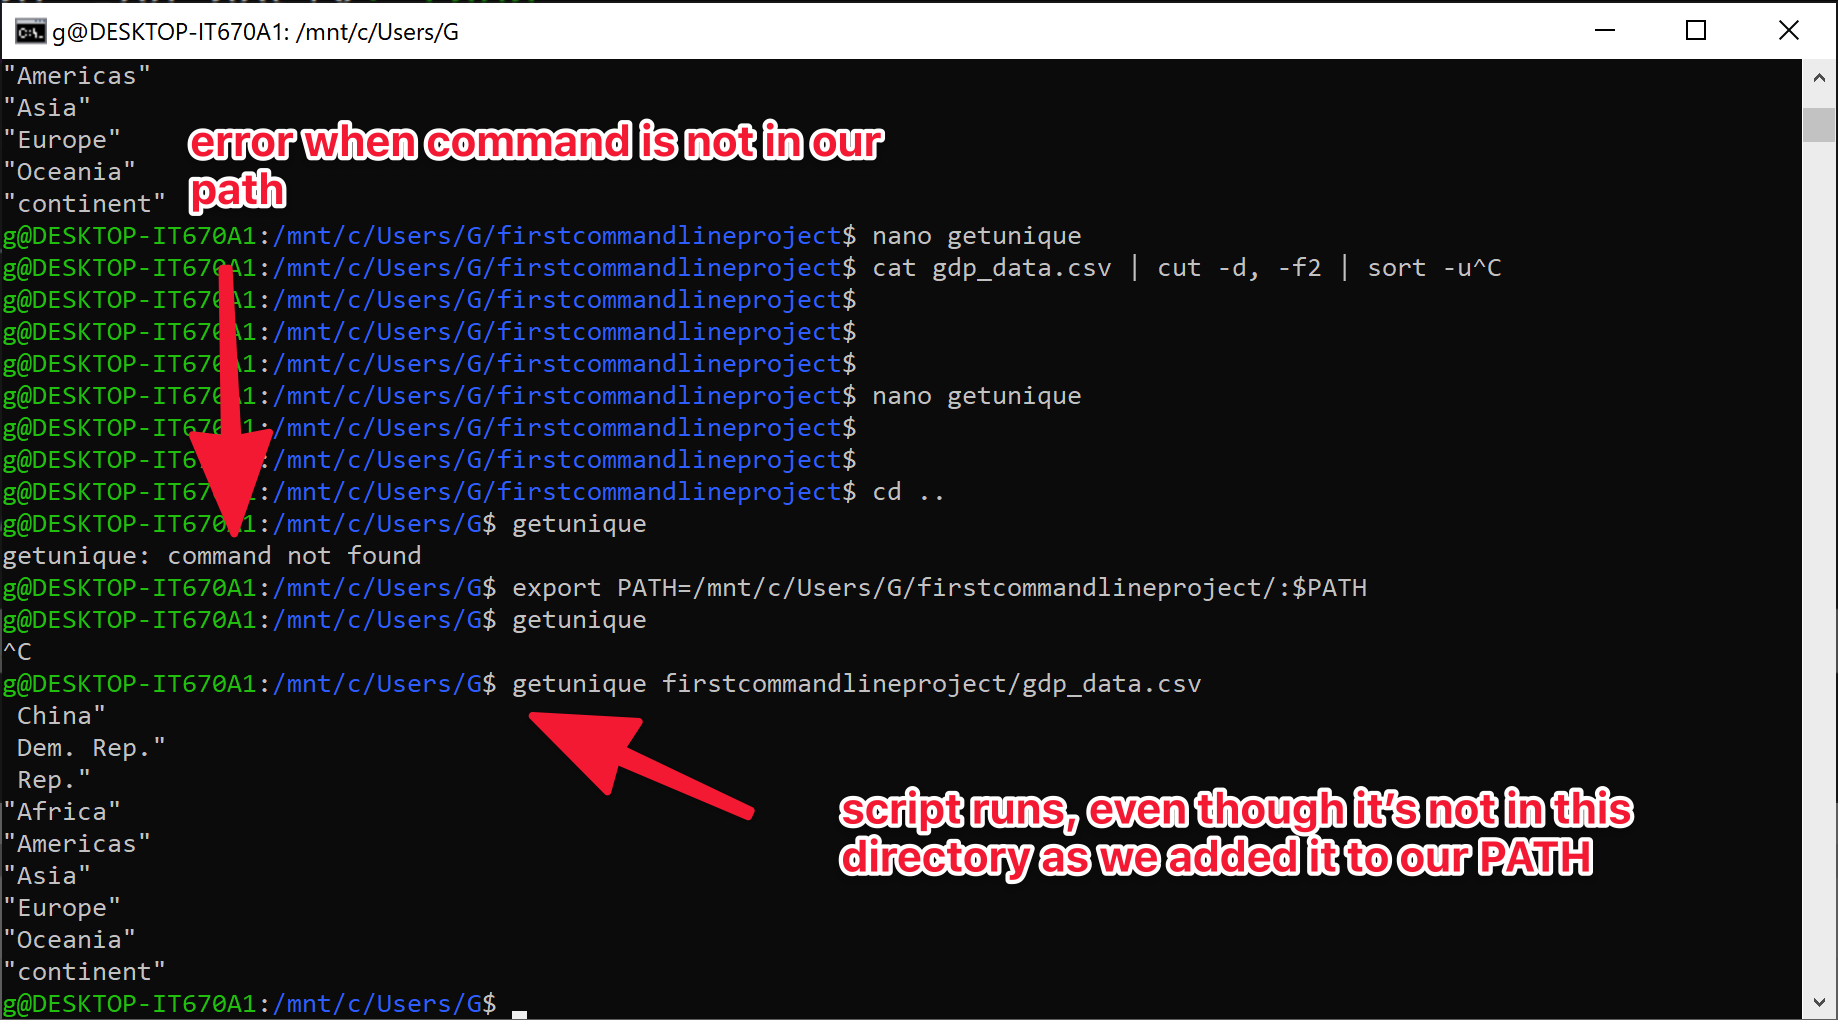 g@DESKTOP-IT670A1: /mnt/c/Users/G
"Americas"
"Asia"
"Europe"
"Oceania"
"continent"
error when command is not in our
path
g@DESKTOP-IT670A1:/mnt/c/Users/G/firstcommandlineproject$ nano getunique
g@DESKTOP-IT670A1:/mnt/c/Users/G/firstcommandlineproject$ cat gdp_data.csv | cut -d, -f2 | sort -u^C
g@DESKTOP-IT670A1:/mnt/c/Users/G/firstcommandlineproject$
g@DESKTOP-IT670A1:/mnt/c/Users/G/firstcommandlineproject$
g@DESKTOP-IT670A1:/mnt/c/Users/G/firstcommandlineproject$
g@DESKTOP-IT670A1:/mnt/c/Users/G/firstcommandlineproject$ nano getunique
g@DESKTOP-IT670A1:/mnt/c/Users/G/firstcommandlineproject$
g@DESKTOP-IT670A1:/mnt/c/Users/G/firstcommandlineproject$
g@DESKTOP-IT670A1:/mnt/c/Users/G/firstcommandlineproject$ cd ..
g@DESKTOP-IT670A1:/mnt/c/Users/G$ getunique
getunique: command not found
g@DESKTOP-IT670A1:/mnt/c/Users/G$ export PATH=/mnt/c/Users/G/firstcommandlineproject/:$PATH
g@DESKTOP-IT670A1:/mnt/c/Users/G$ getunique
^C
g@DESKTOP-IT670A1:/mnt/c/Users/G$ getunique firstcommandlineproject/gdp_data.csv
 China"
 Dem. Rep."
 Rep."
"Africa"
"Americas"
"Asia"
"Europe"
"Oceania"
"continent"
script runs, even though it's not in this
directory as we added it to our PATH
g@DESKTOP-IT670A1:/mnt/c/Users/G$